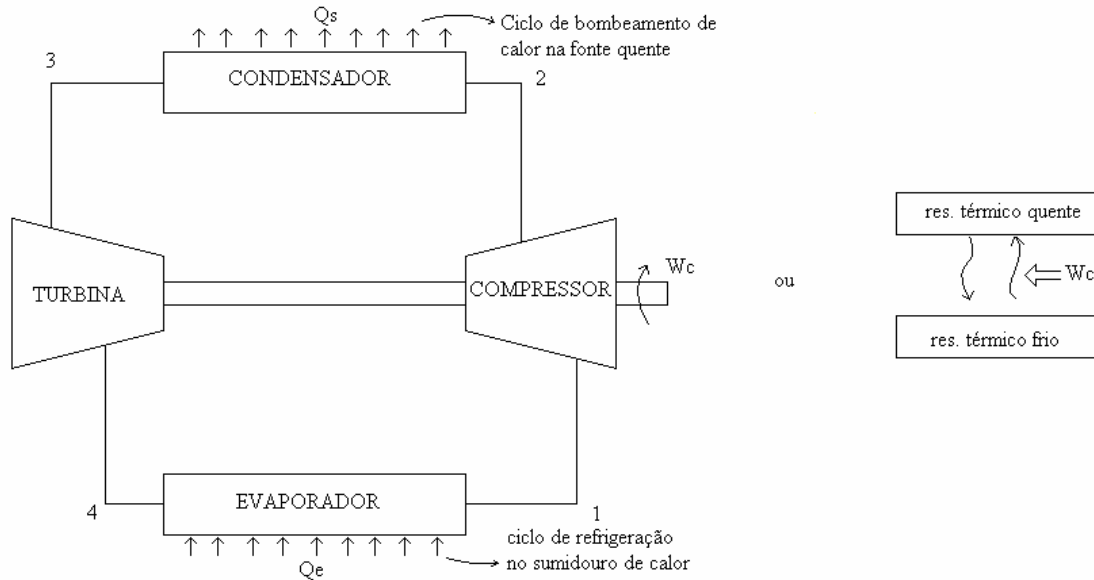 Qs
Ciclo de bombeamento de
calor na fonte quente
3
CONDENSADOR
2
res. térmico quente
Wc
TURBINA
COMPRESSOR
ou
Wc
res. térmico frio
EVAPORADOR
4
1
ciclo de refrigeração
no sumidouro de calor
Qe